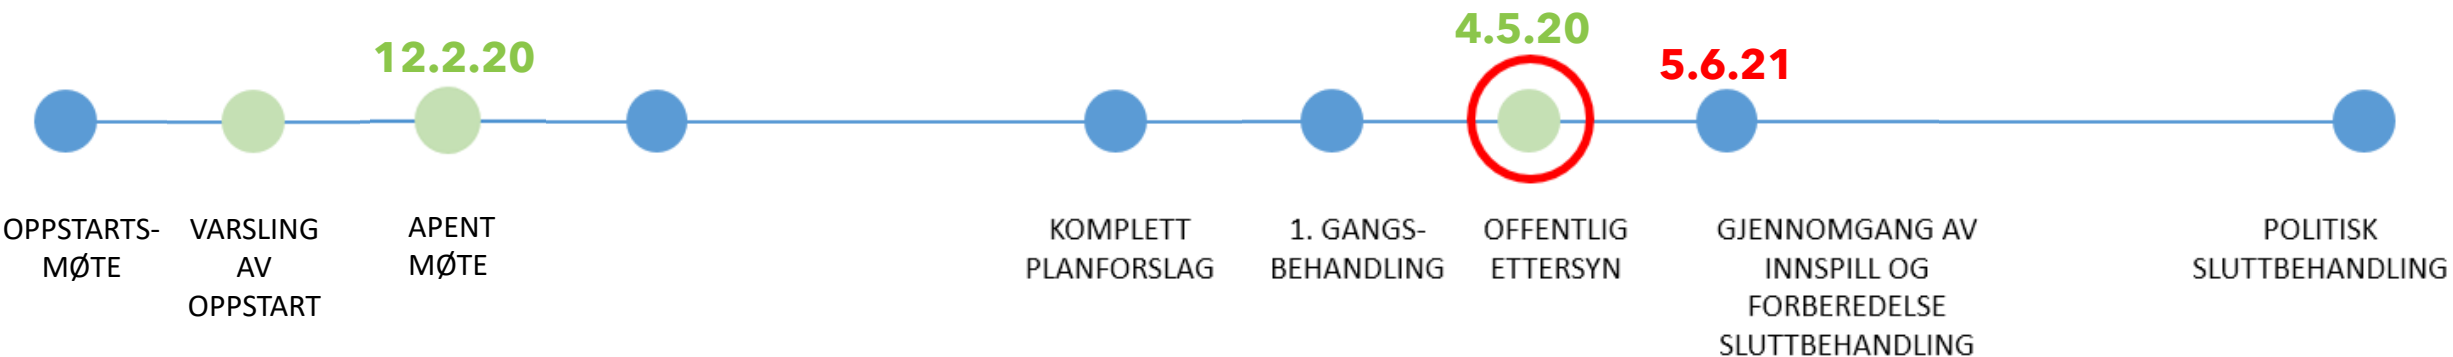 12.2.20
4.5.20
5.6.21
OPPSTARTS-
MØTE
VARSLING
AV
OPPSTART
APENT
MØTE
KOMPLETT
PLANFORSLAG
1. GANGS-
BEHANDLING
OFFENTLIG
ETTERSYN
GJENNOMGANG AV
INNSPILL OG
FORBEREDELSE
SLUTTBEHANDLING
POLITISK
SLUTTBEHANDLING